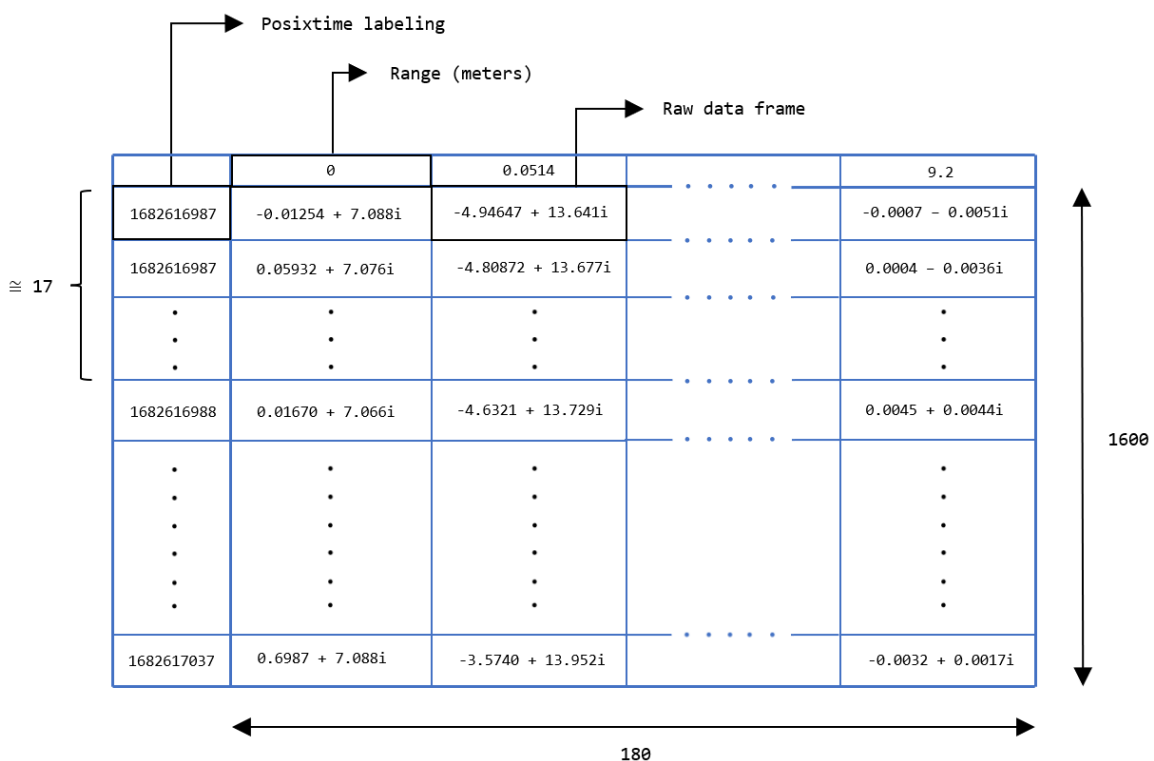 Posixtime labeling
Range (meters)
Raw data frame
0 0.0514 9.2
1682616987 -0.01254 + 7.088i -4.94647 + 13.641i -0.0007 – 0.0051i
1682616987 0.05932 + 7.076i -4.80872 + 13.677i 0.0004 – 0.0036i
≅ 17
1682616988 0.01670 + 7.066i -4.6321 + 13.729i 0.0045 + 0.0044i
1600
1682617037 0.6987 + 7.088i -3.5740 + 13.952i -0.0032 + 0.0017i
180